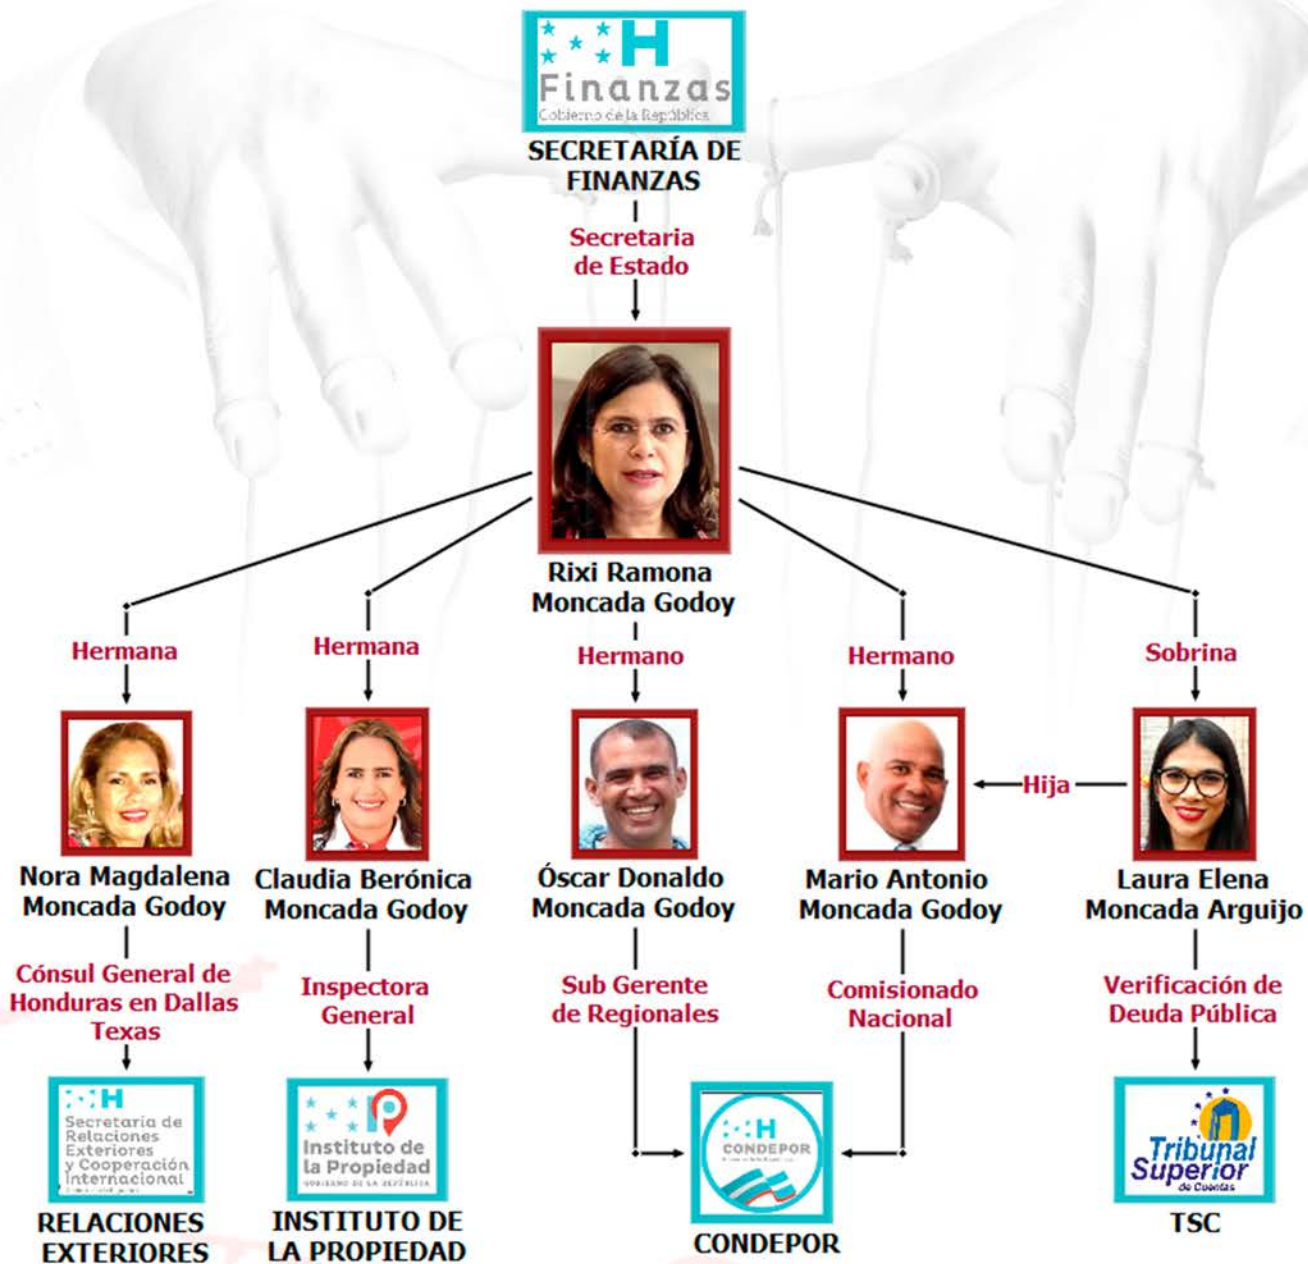 H
Finanzas
Gobierno de la República
SECRETARÍA DE
FINANZAS
Secretaria
de Estado
Rixi Ramona
Moncada Godoy
Hermana
Hermana
Hermano
Hermano
Sobrina
Hija
Nora Magdalena
Moncada Godoy
Claudia Berónica
Moncada Godoy
Óscar Donaldo
Moncada Godoy
Mario Antonio
Moncada Godoy
Laura Elena
Moncada Arguijo
Cónsul General de
Honduras en Dallas
Texas
Inspectora
General
Sub Gerente
de Regionales
Comisionado
Nacional
Verificación de
Deuda Pública
H
Secretaría de
Relaciones
Exteriores
y Cooperación
Internacional
RELACIONES
EXTERIORES
Instituto de
la Propiedad
GOBIERNO DE LA REPÚBLICA
INSTITUTO DE
LA PROPIEDAD
H
CONDEPOR
CONDEPOR
Tribunal
Superior
de Cuentas
TSC